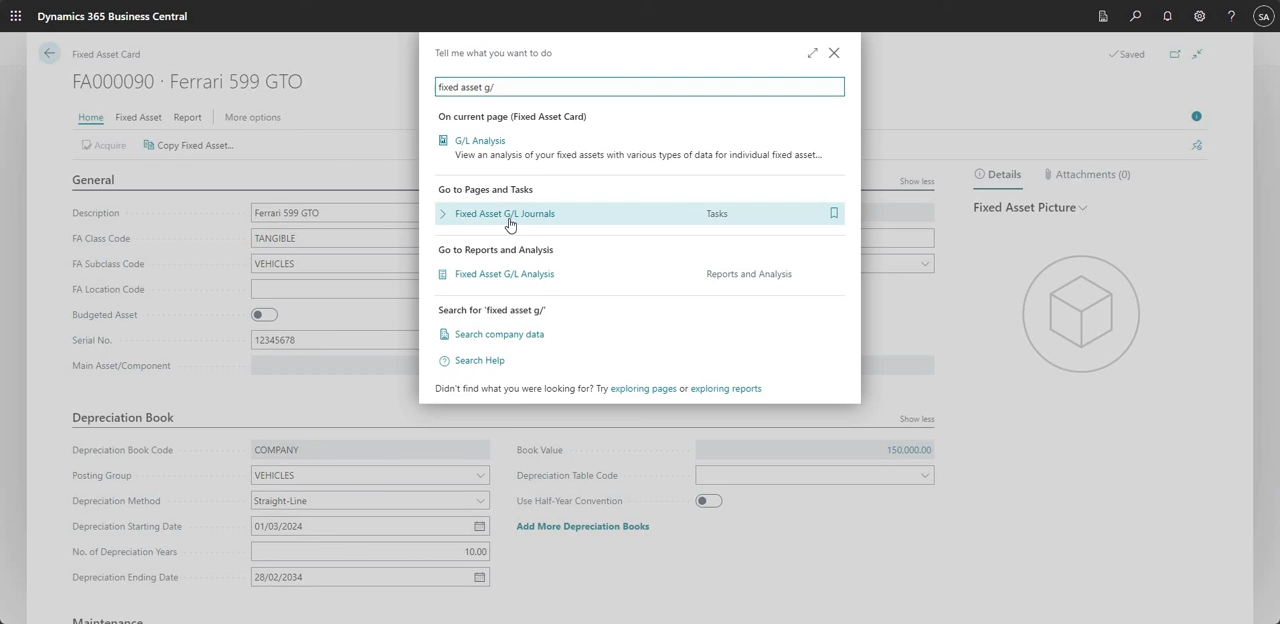 Dynamics 365 Business Central
SA
Fixed Asset Card
FA000090 · Ferrari 599 GTO
Saved
Home Fixed Asset Report More options
Acquire Copy Fixed Asset...
General
Show less
Description Ferrari 599 GTO
FA Class Code TANGIBLE
FA Subclass Code VEHICLES
FA Location Code
Budgeted Asset
Serial No. 12345678
Main Asset/Component
Tell me what you want to do
fixed asset g/
On current page (Fixed Asset Card)
G/L Analysis
View an analysis of your fixed assets with various types of data for individual fixed asset...
Go to Pages and Tasks
Fixed Asset G/L Journals Tasks
Go to Reports and Analysis
Fixed Asset G/L Analysis Reports and Analysis
Search for 'fixed asset g/'
Search company data
Search Help
Didn't find what you were looking for? Try exploring pages or exploring reports
Details Attachments (0)
Fixed Asset Picture
Depreciation Book
Show less
Depreciation Book Code COMPANY
Posting Group VEHICLES
Depreciation Method Straight-Line
Depreciation Starting Date 01/03/2024
No. of Depreciation Years 10.00
Depreciation Ending Date 28/02/2034
Book Value 150,000.00
Depreciation Table Code
Use Half-Year Convention
Add More Depreciation Books
Maintenance